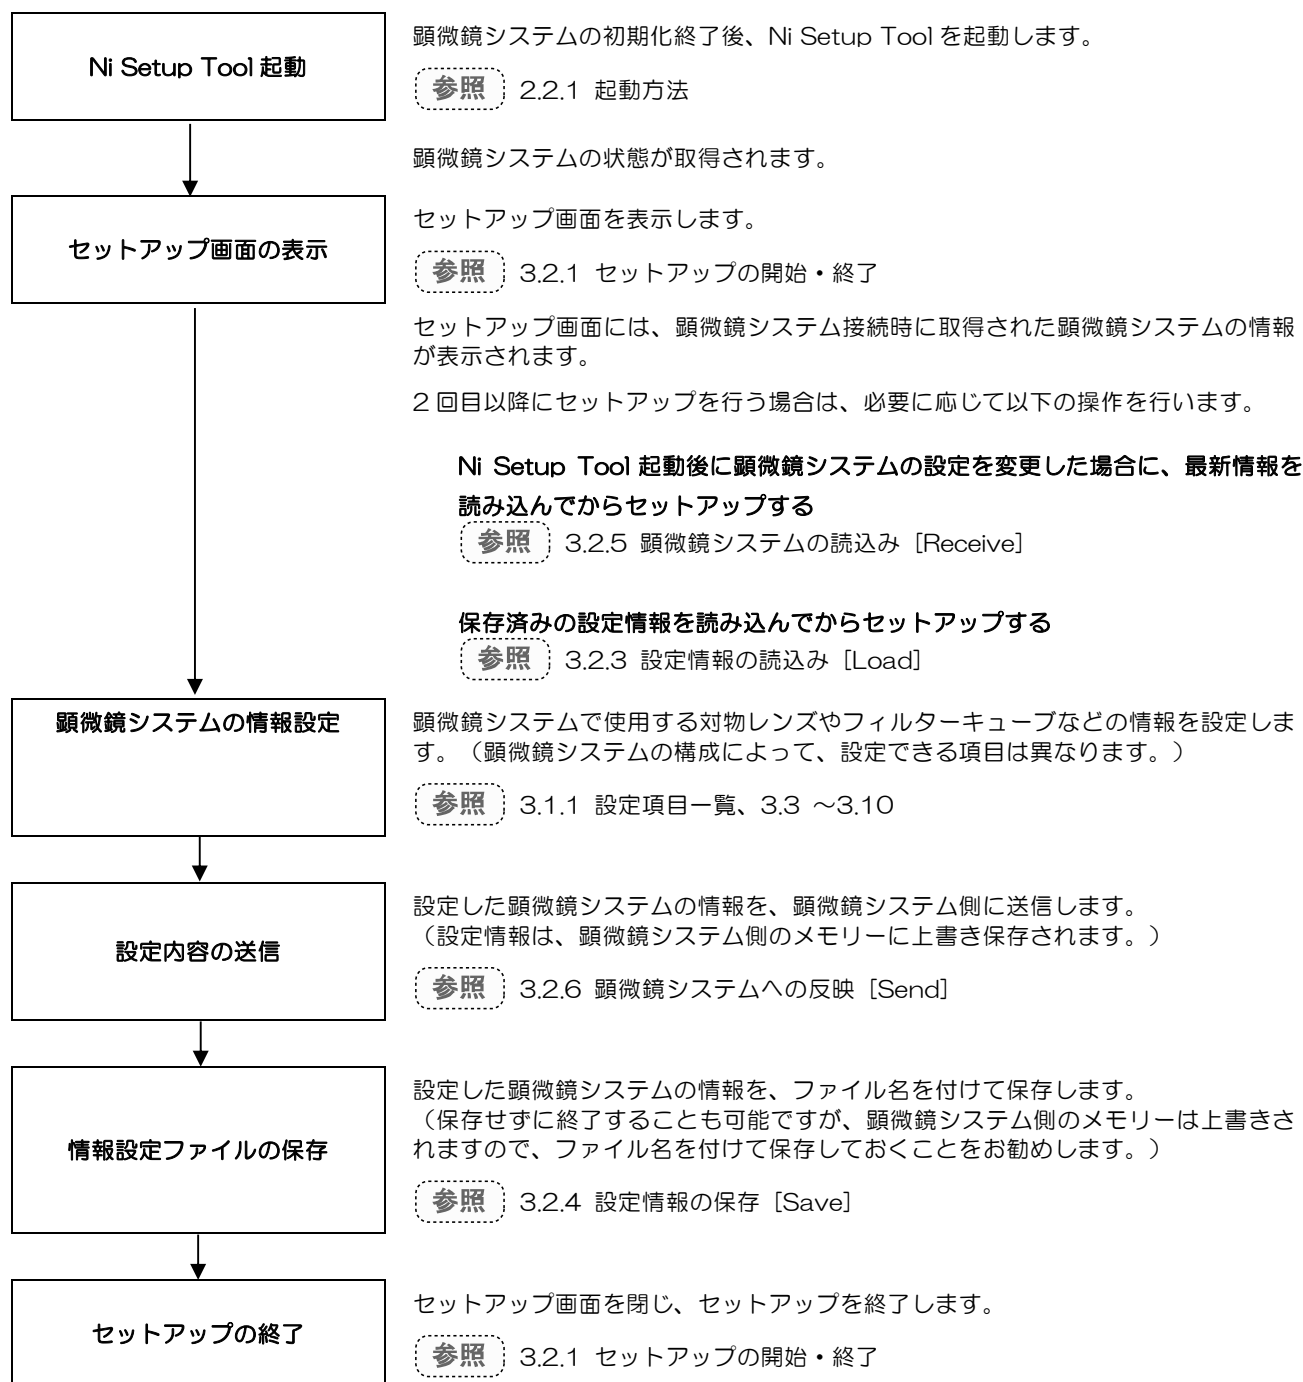 Ni Setup Tool 起動
顕微鏡システムの初期化終了後、Ni Setup Tool を起動します。
参照 2.2.1 起動方法
顕微鏡システムの状態が取得されます。
セットアップ画面の表示
セットアップ画面を表示します。
参照 3.2.1 セットアップの開始・終了
セットアップ画面には、顕微鏡システム接続時に取得された顕微鏡システムの情報
が表示されます。
2 回目以降にセットアップを行う場合は、必要に応じて以下の操作を行います。
Ni Setup Tool 起動後に顕微鏡システムの設定を変更した場合に、最新情報を
読み込んでからセットアップする
参照 3.2.5 顕微鏡システムの読込み［Receive］
保存済みの設定情報を読み込んでからセットアップする
参照 3.2.3 設定情報の読込み［Load］
顕微鏡システムの情報設定
顕微鏡システムで使用する対物レンズやフィルターキューブなどの情報を設定しま
す。（顕微鏡システムの構成によって、設定できる項目は異なります。）
参照 3.1.1 設定項目一覧、3.3 ～3.10
設定内容の送信
設定した顕微鏡システムの情報を、顕微鏡システム側に送信します。
（設定情報は、顕微鏡システム側のメモリーに上書き保存されます。）
参照 3.2.6 顕微鏡システムへの反映［Send］
情報設定ファイルの保存
設定した顕微鏡システムの情報を、ファイル名を付けて保存します。
（保存せずに終了することも可能ですが、顕微鏡システム側のメモリーは上書きさ
れますので、ファイル名を付けて保存しておくことをお勧めします。）
参照 3.2.4 設定情報の保存［Save］
セットアップの終了
セットアップ画面を閉じ、セットアップを終了します。
参照 3.2.1 セットアップの開始・終了